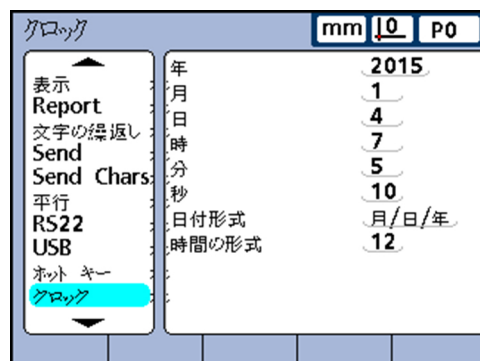 クロック
mm 0 P0
表示
Report
文字の繰返し
Send
Send Chars
平行
RS22
USB
ホット キー
クロック
年 2015
月 1
日 4
時 7
分 5
秒 10
日付形式 月/日/年
時間の形式 12